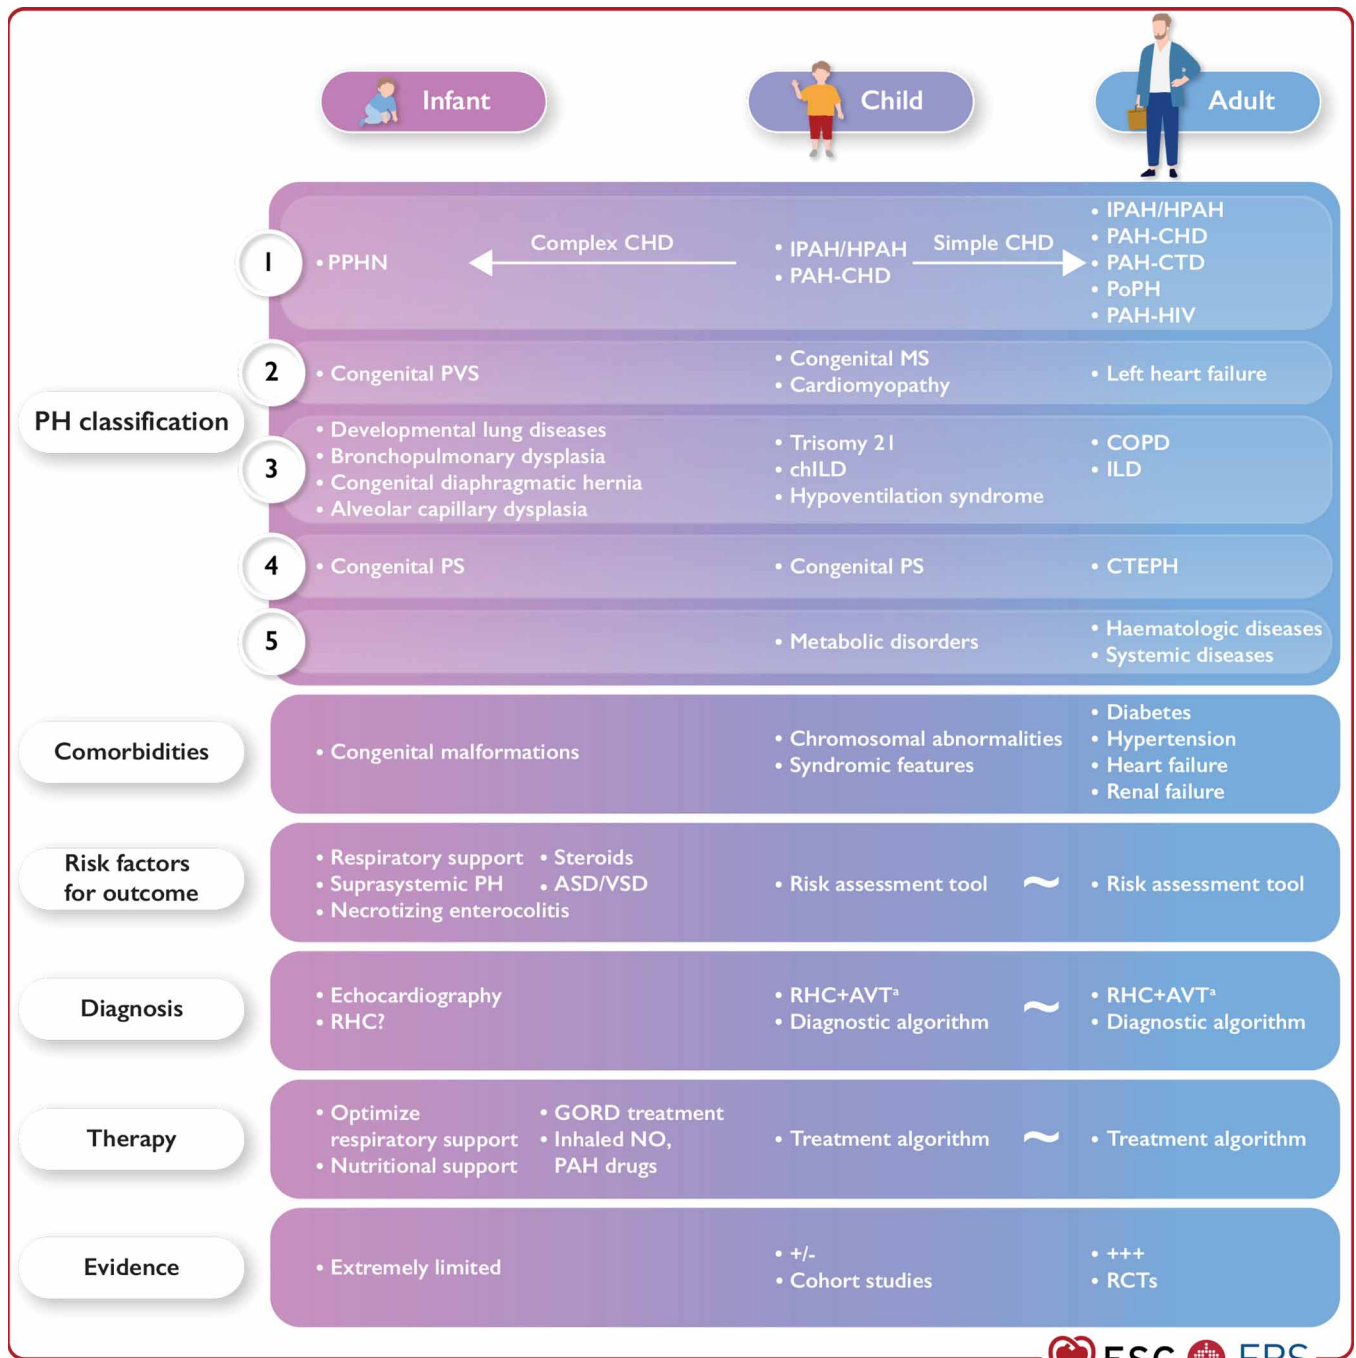 Infant
Child
Adult
PH classification
1
• PPHN
Complex CHD
• IPAH/HPAH
• PAH-CHD
Simple CHD
• IPAH/HPAH
• PAH-CHD
• PAH-CTD
• PoPH
• PAH-HIV
2
• Congenital PVS
• Congenital MS
• Cardiomyopathy
• Left heart failure
3
• Developmental lung diseases
• Bronchopulmonary dysplasia
• Congenital diaphragmatic hernia
• Alveolar capillary dysplasia
• Trisomy 21
• chILD
• Hypoventilation syndrome
• COPD
• ILD
4
• Congenital PS
• Congenital PS
• CTEPH
5
• Metabolic disorders
• Haematologic diseases
• Systemic diseases
Comorbidities
• Congenital malformations
• Chromosomal abnormalities
• Syndromic features
• Diabetes
• Hypertension
• Heart failure
• Renal failure
Risk factors
for outcome
• Respiratory support
• Suprasystemic PH
• Necrotizing enterocolitis
• Steroids
• ASD/VSD
• Risk assessment tool
~
• Risk assessment tool
Diagnosis
• Echocardiography
• RHC?
• RHC+AVTᵃ
• Diagnostic algorithm
~
• RHC+AVTᵃ
• Diagnostic algorithm
Therapy
• Optimize
respiratory support
• Nutritional support
• GORD treatment
• Inhaled NO,
PAH drugs
• Treatment algorithm
~
• Treatment algorithm
Evidence
• Extremely limited
• +/-
• Cohort studies
• +++
• RCTs
ESC ERS